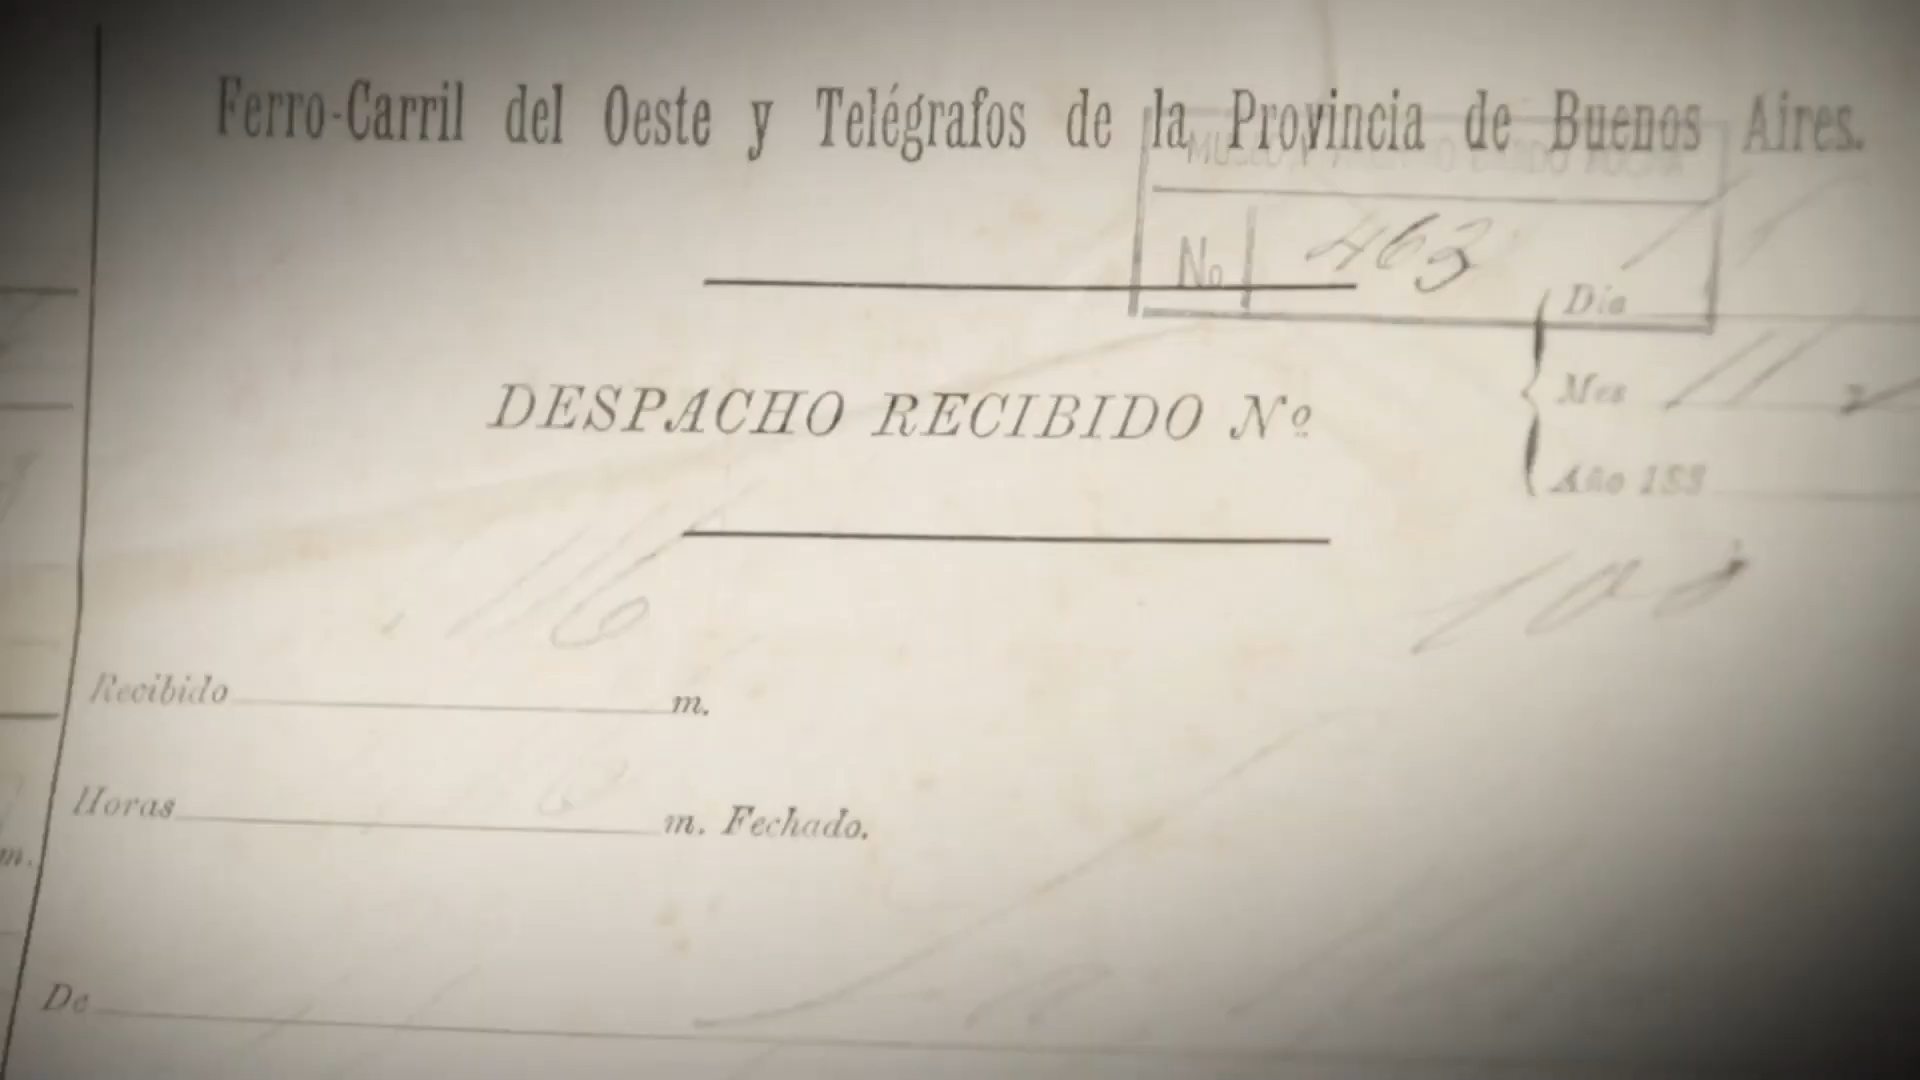 Ferro-Carril del Oeste y Telégrafos de la Provincia de Buenos Aires.
Nº 463
Dia
DESPACHO RECIBIDO Nº
Mes
Año 188
Recibido m.
Horas m. Fechado.
m.
De